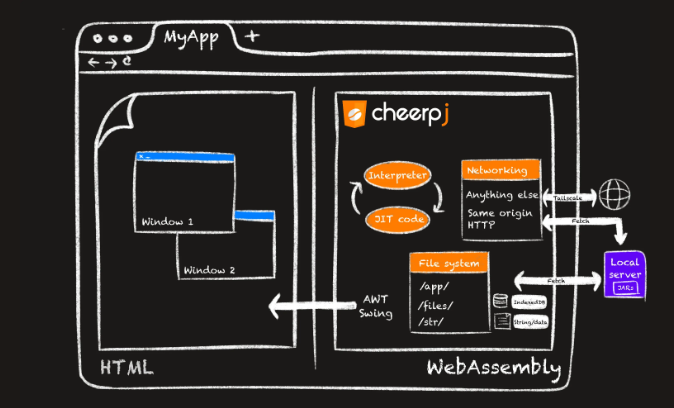 MyApp
cheerpj
Interpreter
JIT code
Networking
Anything else
Same origin
HTTP
Tailscale
Fetch
Window 1
Window 2
File system
/app/
/files/
/str/
Fetch
IndexedDB
String/data
Local
server
JARs
AWT
Swing
HTML
WebAssembly